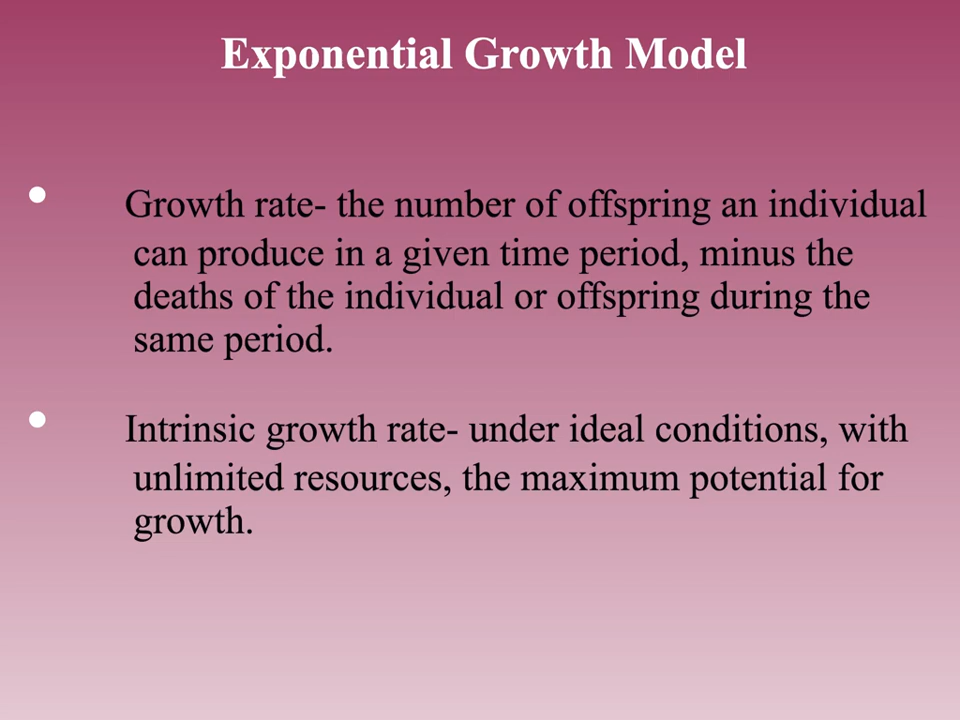 Exponential Growth Model
• Growth rate- the number of offspring an individual
can produce in a given time period, minus the
deaths of the individual or offspring during the
same period.
• Intrinsic growth rate- under ideal conditions, with
unlimited resources, the maximum potential for
growth.